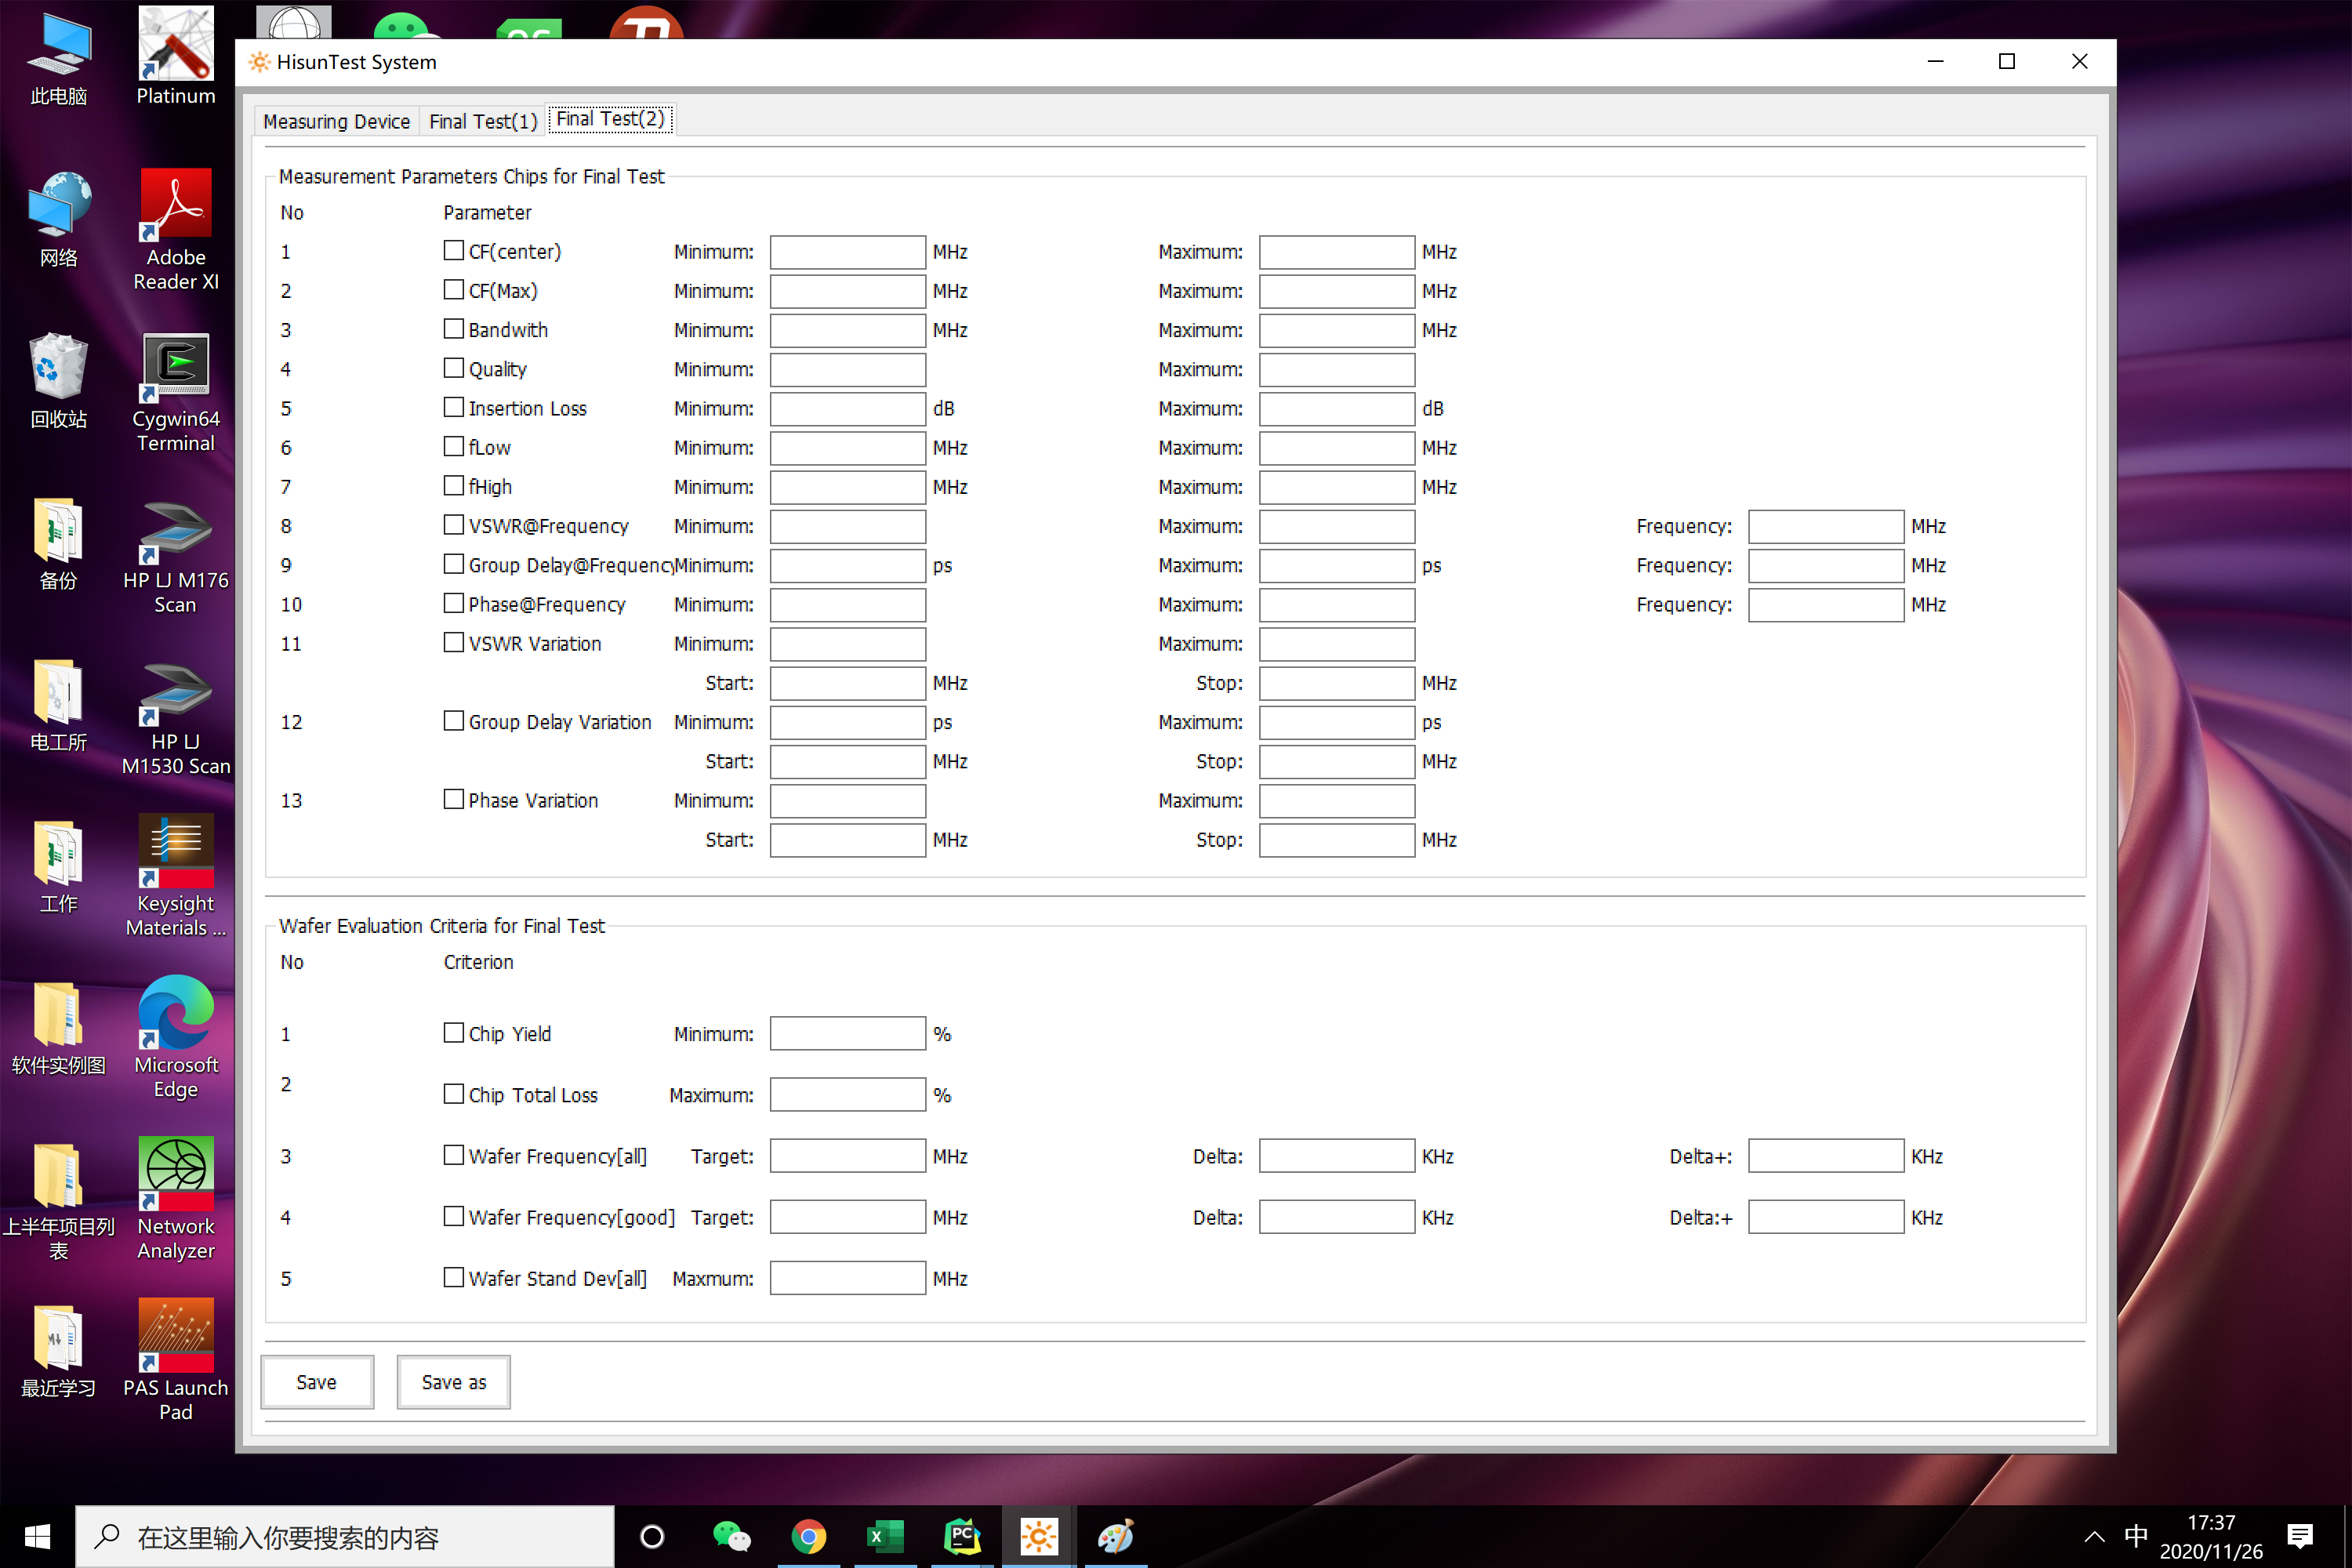 此电脑
Platinum
网络
Adobe
Reader XI
回收站
Cygwin64
Terminal
备份
HP LJ M176
Scan
电工所
HP LJ
M1530 Scan
工作
Keysight
Materials ...
软件实例图
Microsoft
Edge
上半年项目列
表
Network
Analyzer
最近学习
PAS Launch
Pad
HisunTest System
Measuring Device Final Test(1) Final Test(2)
Measurement Parameters Chips for Final Test
No Parameter
1 CF(center) Minimum: MHz Maximum: MHz
2 CF(Max) Minimum: MHz Maximum: MHz
3 Bandwith Minimum: MHz Maximum: MHz
4 Quality Minimum: Maximum:
5 Insertion Loss Minimum: dB Maximum: dB
6 fLow Minimum: MHz Maximum: MHz
7 fHigh Minimum: MHz Maximum: MHz
8 VSWR@Frequency Minimum: Maximum: Frequency: MHz
9 Group Delay@Frequency Minimum: ps Maximum: ps Frequency: MHz
10 Phase@Frequency Minimum: Maximum: Frequency: MHz
11 VSWR Variation Minimum: Maximum:
Start: MHz Stop: MHz
12 Group Delay Variation Minimum: ps Maximum: ps
Start: MHz Stop: MHz
13 Phase Variation Minimum: Maximum:
Start: MHz Stop: MHz
Wafer Evaluation Criteria for Final Test
No Criterion
1 Chip Yield Minimum: %
2 Chip Total Loss Maximum: %
3 Wafer Frequency[all] Target: MHz Delta: KHz Delta+: KHz
4 Wafer Frequency[good] Target: MHz Delta: KHz Delta:+ KHz
5 Wafer Stand Dev[all] Maxmum: MHz
Save Save as
在这里输入你要搜索的内容
PC
中
17:37
2020/11/26